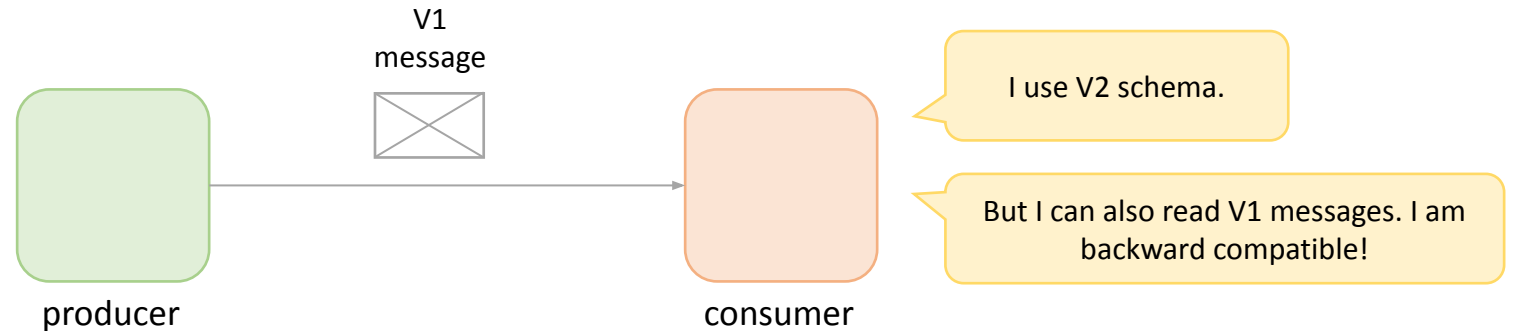 V1
message
I use V2 schema.
But I can also read V1 messages. I am
backward compatible!
producer
consumer